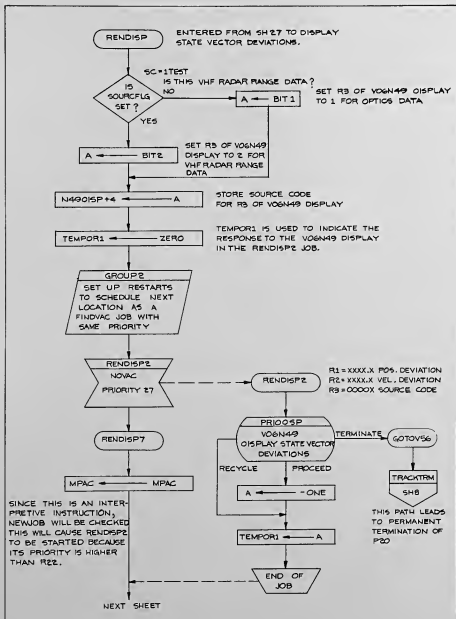 RENDISP
ENTERED FROM SH 27 TO DISPLAY
STATE VECTOR DEVIATIONS.
SC=1TEST
IS THIS VHF RADAR RANGE DATA?
IS
SOURCFLG
SET?
NO
YES
A ← BIT 1
SET R3 OF V06N49 DISPLAY
TO 1 FOR OPTICS DATA
A ← BIT2
SET R3 OF V06N49
DISPLAY TO 2 FOR
VHF RADAR RANGE
DATA
N49DISP+4 ← A
STORE SOURCE CODE
FOR R3 OF V06N49 DISPLAY
TEMPOR1 ← ZERO
TEMPOR1 IS USED TO INDICATE THE
RESPONSE TO THE V06N49 DISPLAY
IN THE RENDISP2 JOB.
GROUP2
SET UP RESTARTS
TO SCHEDULE NEXT
LOCATION AS A
FINDVAC JOB WITH
SAME PRIORITY
RENDISP2
NOVAC
PRIORITY 27
RENDISP2
R1=XXXX.X POS. DEVIATION
R2=XXXX.X VEL. DEVIATION
R3=0000X SOURCE CODE
PRIODSP
V06N49
DISPLAY STATE VECTOR
DEVIATIONS
TERMINATE
GOTOV56
RECYCLE
PROCEED
TRACKTRM
SH8
THIS PATH LEADS
TO PERMANENT
TERMINATION OF
P20
RENDISP7
MPAC ← MPAC
A ← -ONE
SINCE THIS IS AN INTER-
PRETIVE INSTRUCTION,
NEWJOB WILL BE CHECKED
THIS WILL CAUSE RENDISP2
TO BE STARTED BECAUSE
ITS PRIORITY IS HIGHER
THAN R22.
TEMPOR1 ← A
END OF
JOB
NEXT SHEET